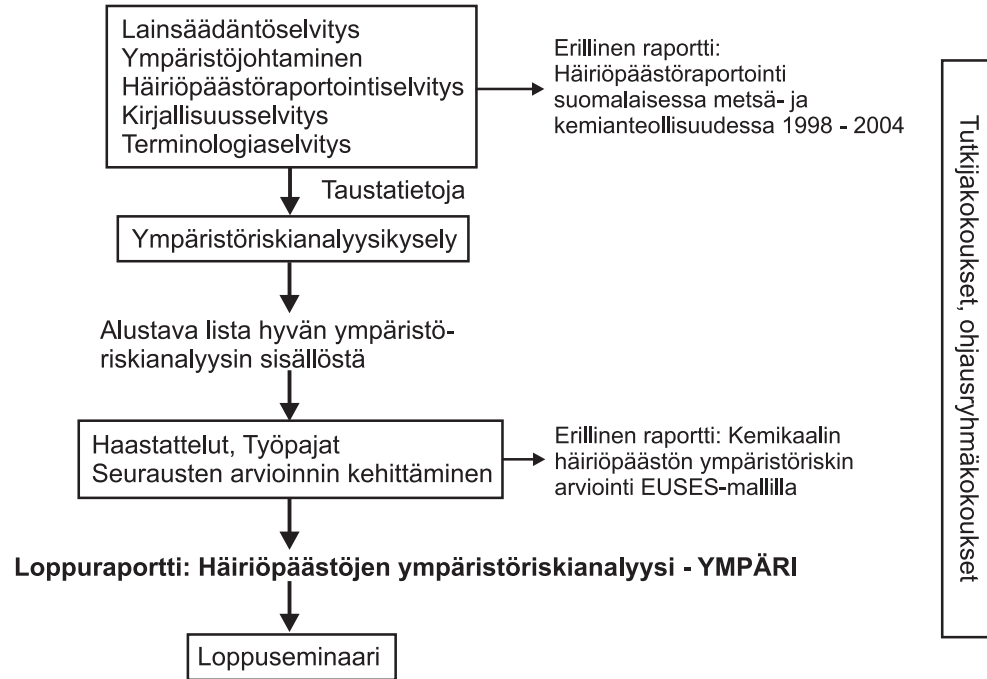 Lainsäädäntöselvitys
Ympäristöjohtaminen
Häiriöpäästöraportointiselvitys
Kirjallisuusselvitys
Terminologiaselvitys
Erillinen raportti:
Häiriöpäästöraportointi
suomalaisessa metsä- ja
kemianteollisuudessa 1998 - 2004
Taustatietoja
Ympäristöriskianalyysikysely
Alustava lista hyvän ympäristö-
riskianalyysin sisällöstä
Haastattelut, Työpajat
Seurausten arvioinnin kehittäminen
Erillinen raportti: Kemikaalin
häiriöpäästön ympäristöriskin
arviointi EUSES-mallilla
Loppuraportti: Häiriöpäästöjen ympäristöriskianalyysi - YMPÄRI
Loppuseminaari
Tutkijakokoukset, ohjausryhmäkokoukset